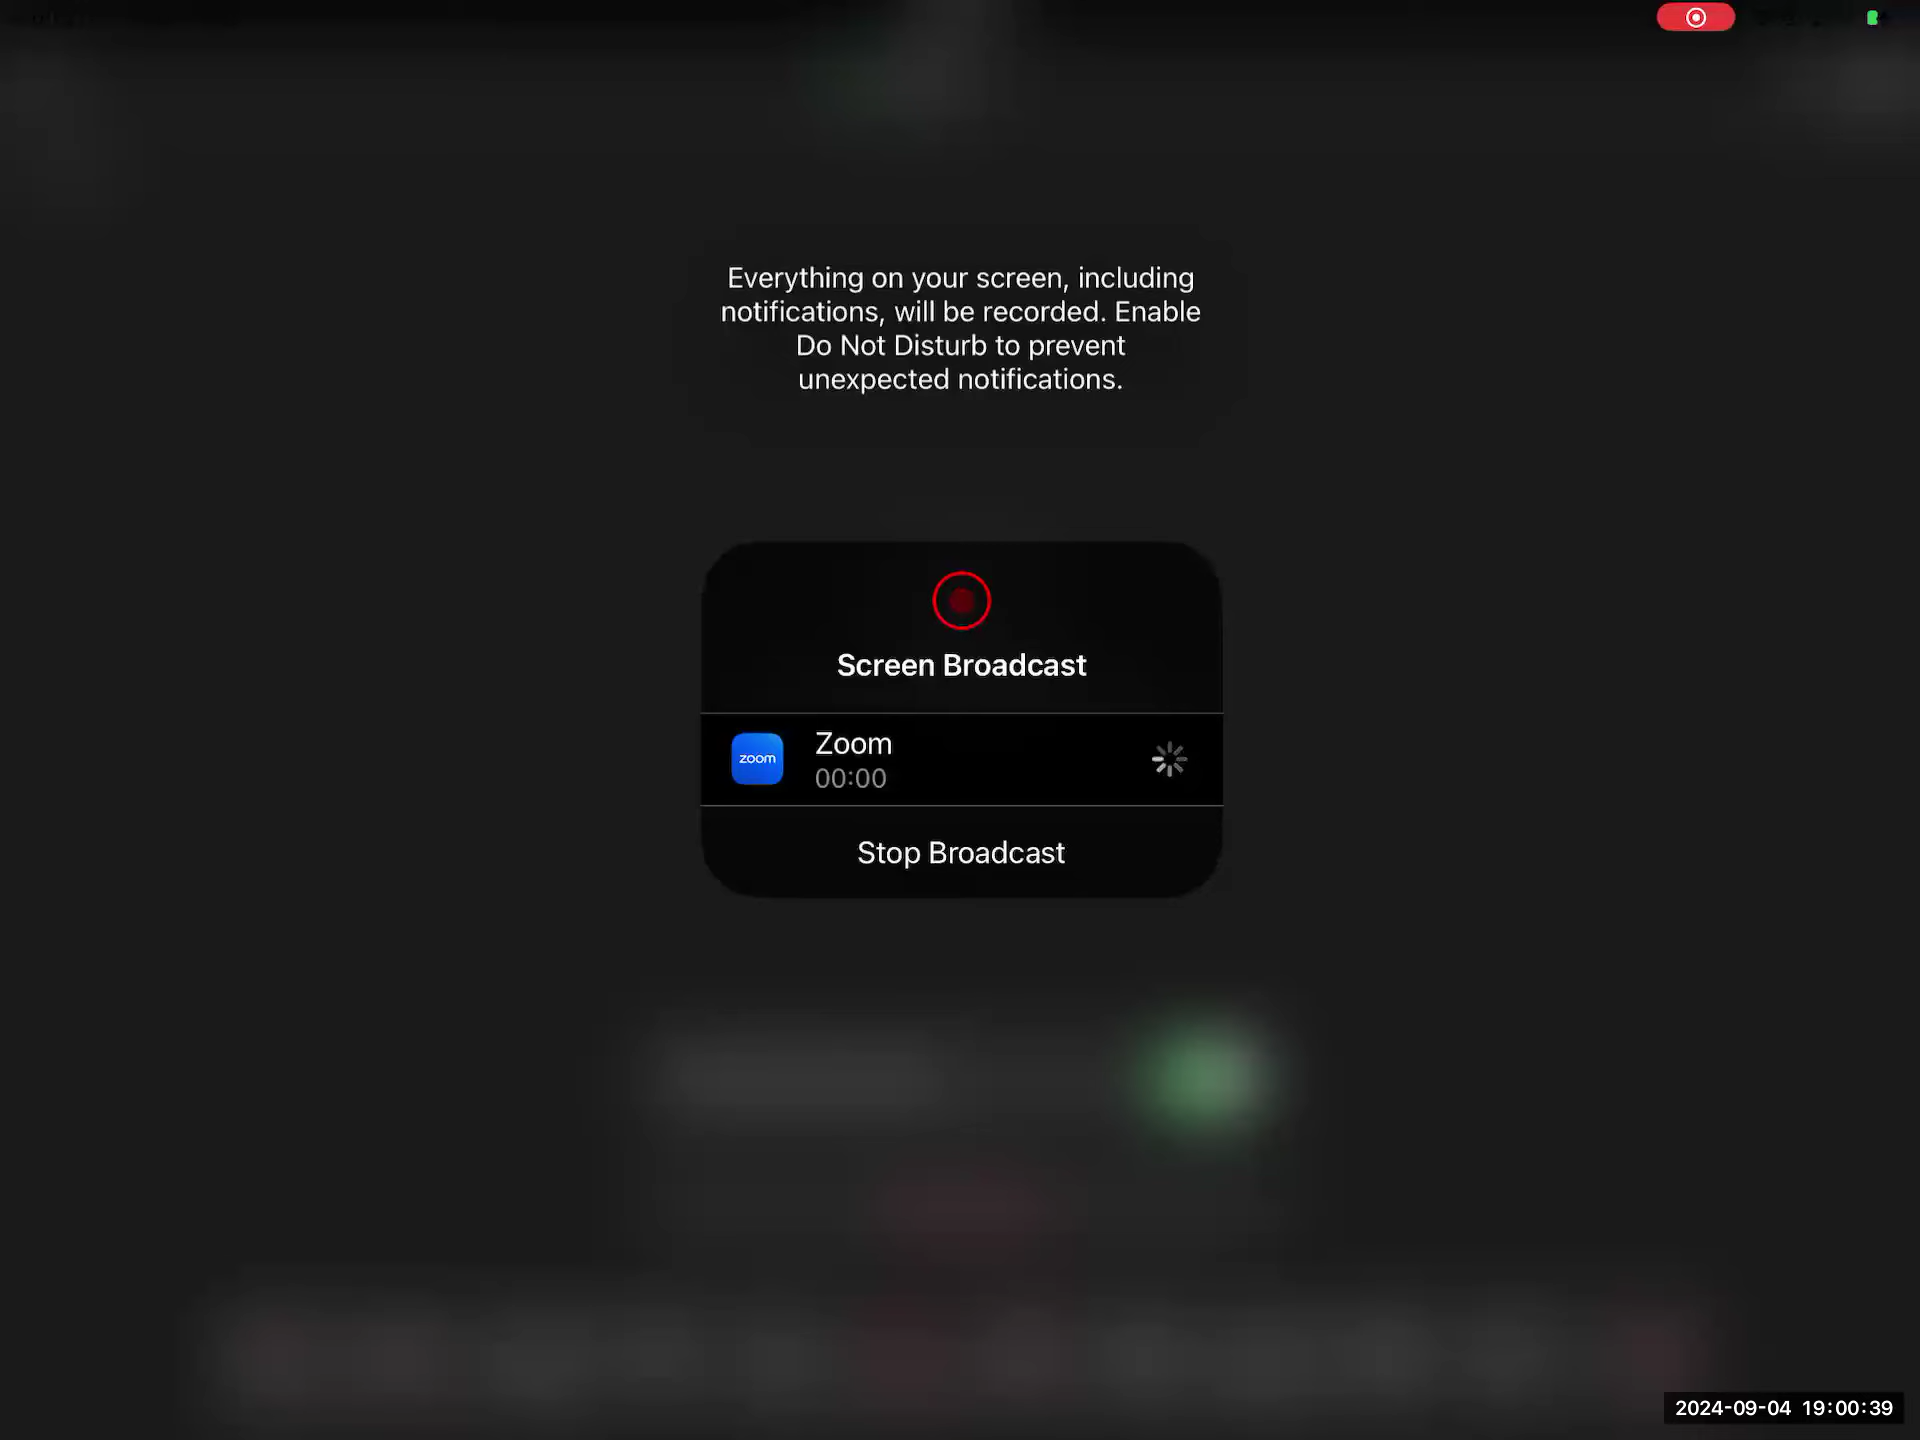 Everything on your screen, including
notifications, will be recorded. Enable
Do Not Disturb to prevent
unexpected notifications.
Screen Broadcast
zoom
Zoom
00:00
Stop Broadcast
2024-09-04 19:00:39